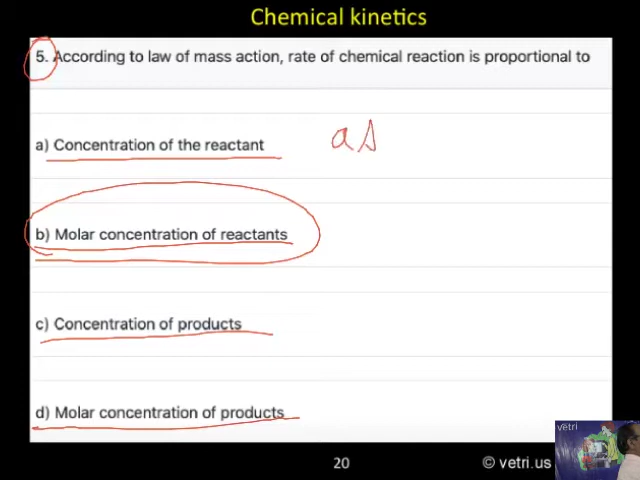 Chemical kinetics
5. According to law of mass action, rate of chemical reaction is proportional to
a) Concentration of the reactant
b) Molar concentration of reactants
c) Concentration of products
d) Molar concentration of products
vetri
20
© vetri.us